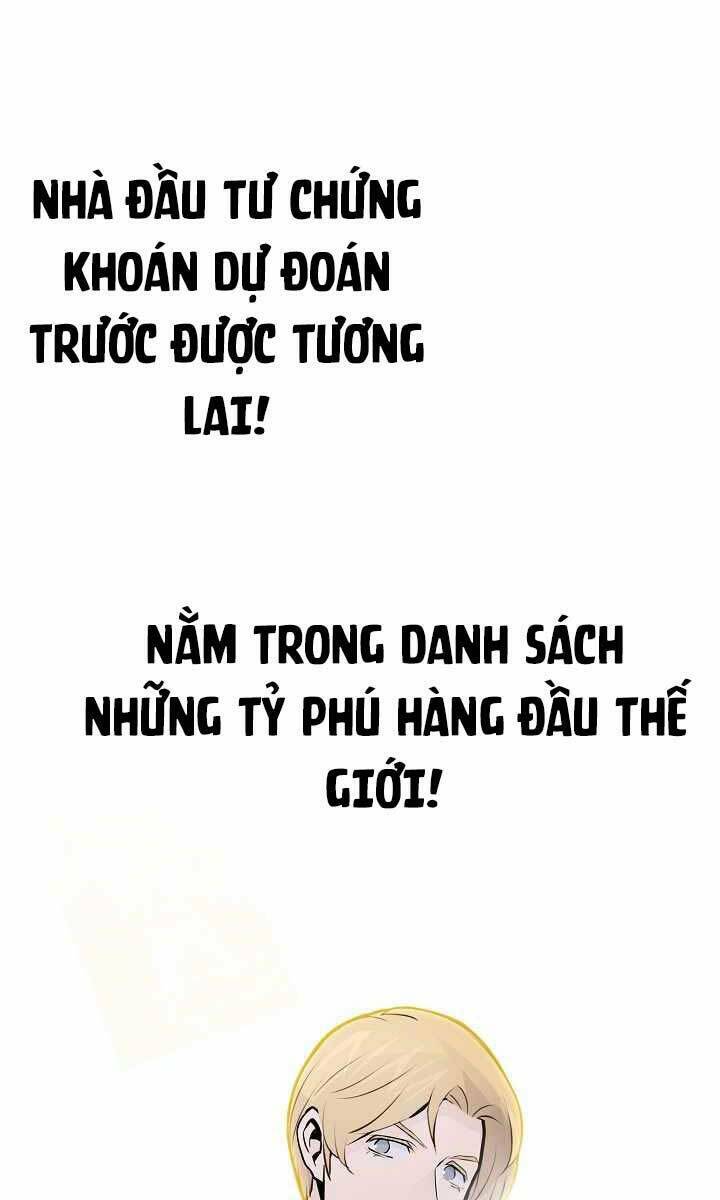 NHÀ ĐẦU TƯ CHỨNG
KHOÁN DỰ ĐOÁN
TRƯỚC ĐƯỢC TƯƠNG
LAI!
NẰM TRONG DANH SÁCH
NHỮNG TỶ PHÚ HÀNG ĐẦU THẾ
GIỚI!